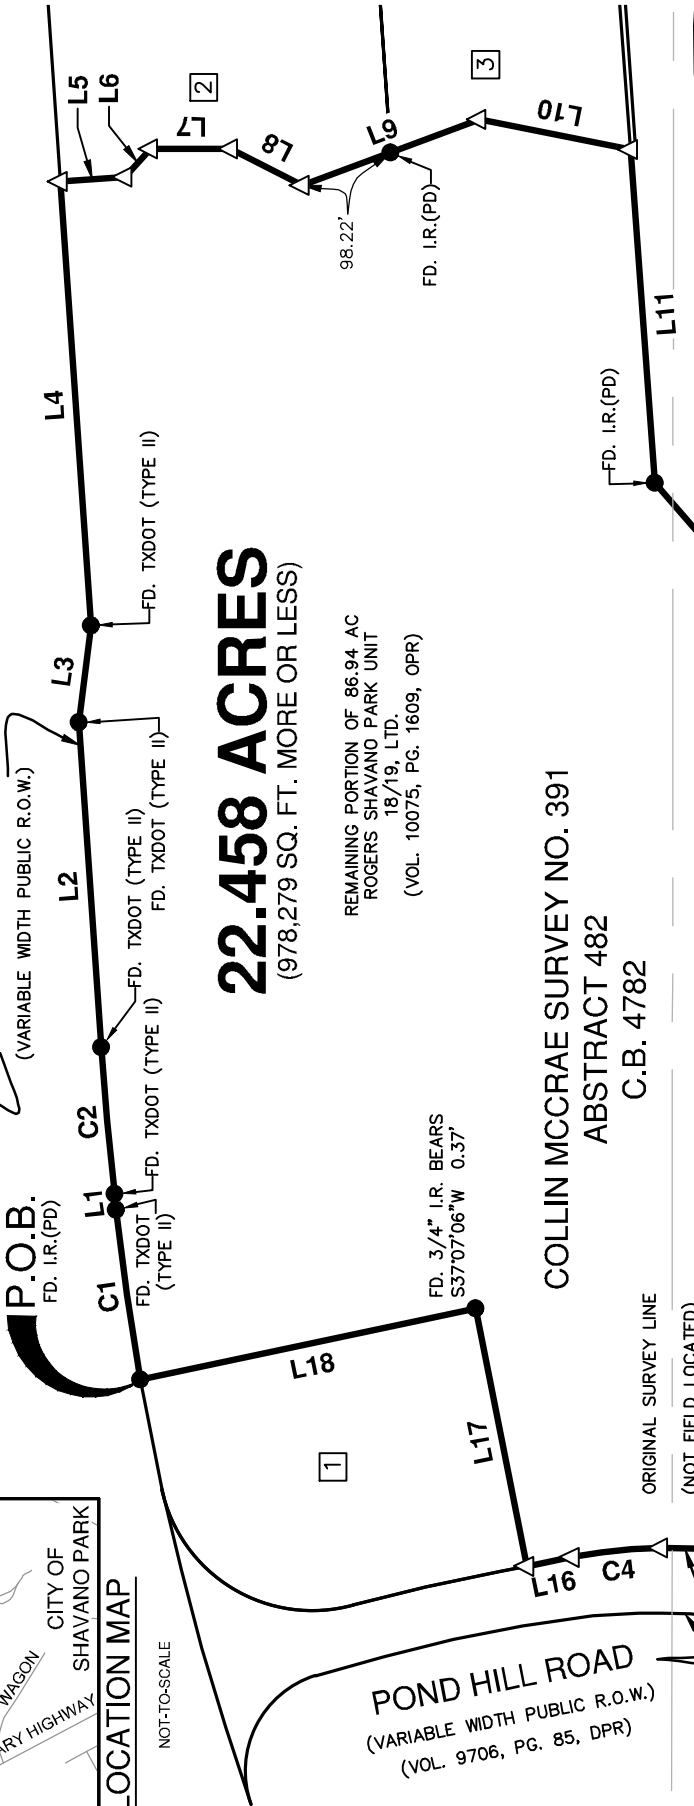 P.O.B.
FD. I.R.(PD)
(VARIABLE WIDTH PUBLIC R.O.W.)
C1
L1
C2
L2
L3
L4
L5
L6
L7
L8
L9
L10
L11
2
3
98.22'
FD. I.R.(PD)
FD. I.R.(PD)
FD. TXDOT
(TYPE II)
FD. TXDOT (TYPE II)
FD. TXDOT (TYPE II)
FD. TXDOT (TYPE II)
FD. TXDOT (TYPE II)
22.458 ACRES
(978,279 SQ. FT. MORE OR LESS)
REMAINING PORTION OF 86.94 AC
ROGERS SHAVANO PARK UNIT
18/19, LTD.
(VOL. 10075, PG. 1609, OPR)
COLLIN MCCRAE SURVEY NO. 391
ABSTRACT 482
C.B. 4782
FD. 3/4" I.R. BEARS
S37°07'06"W 0.37'
L18
L17
1
L16
C4
ORIGINAL SURVEY LINE
(NOT FIELD LOCATED)
POND HILL ROAD
(VARIABLE WIDTH PUBLIC R.O.W.)
(VOL. 9706, PG. 85, DPR)
CITY OF
SHAVANO PARK
WAGON
ARY HIGHWAY
LOCATION MAP
NOT-TO-SCALE